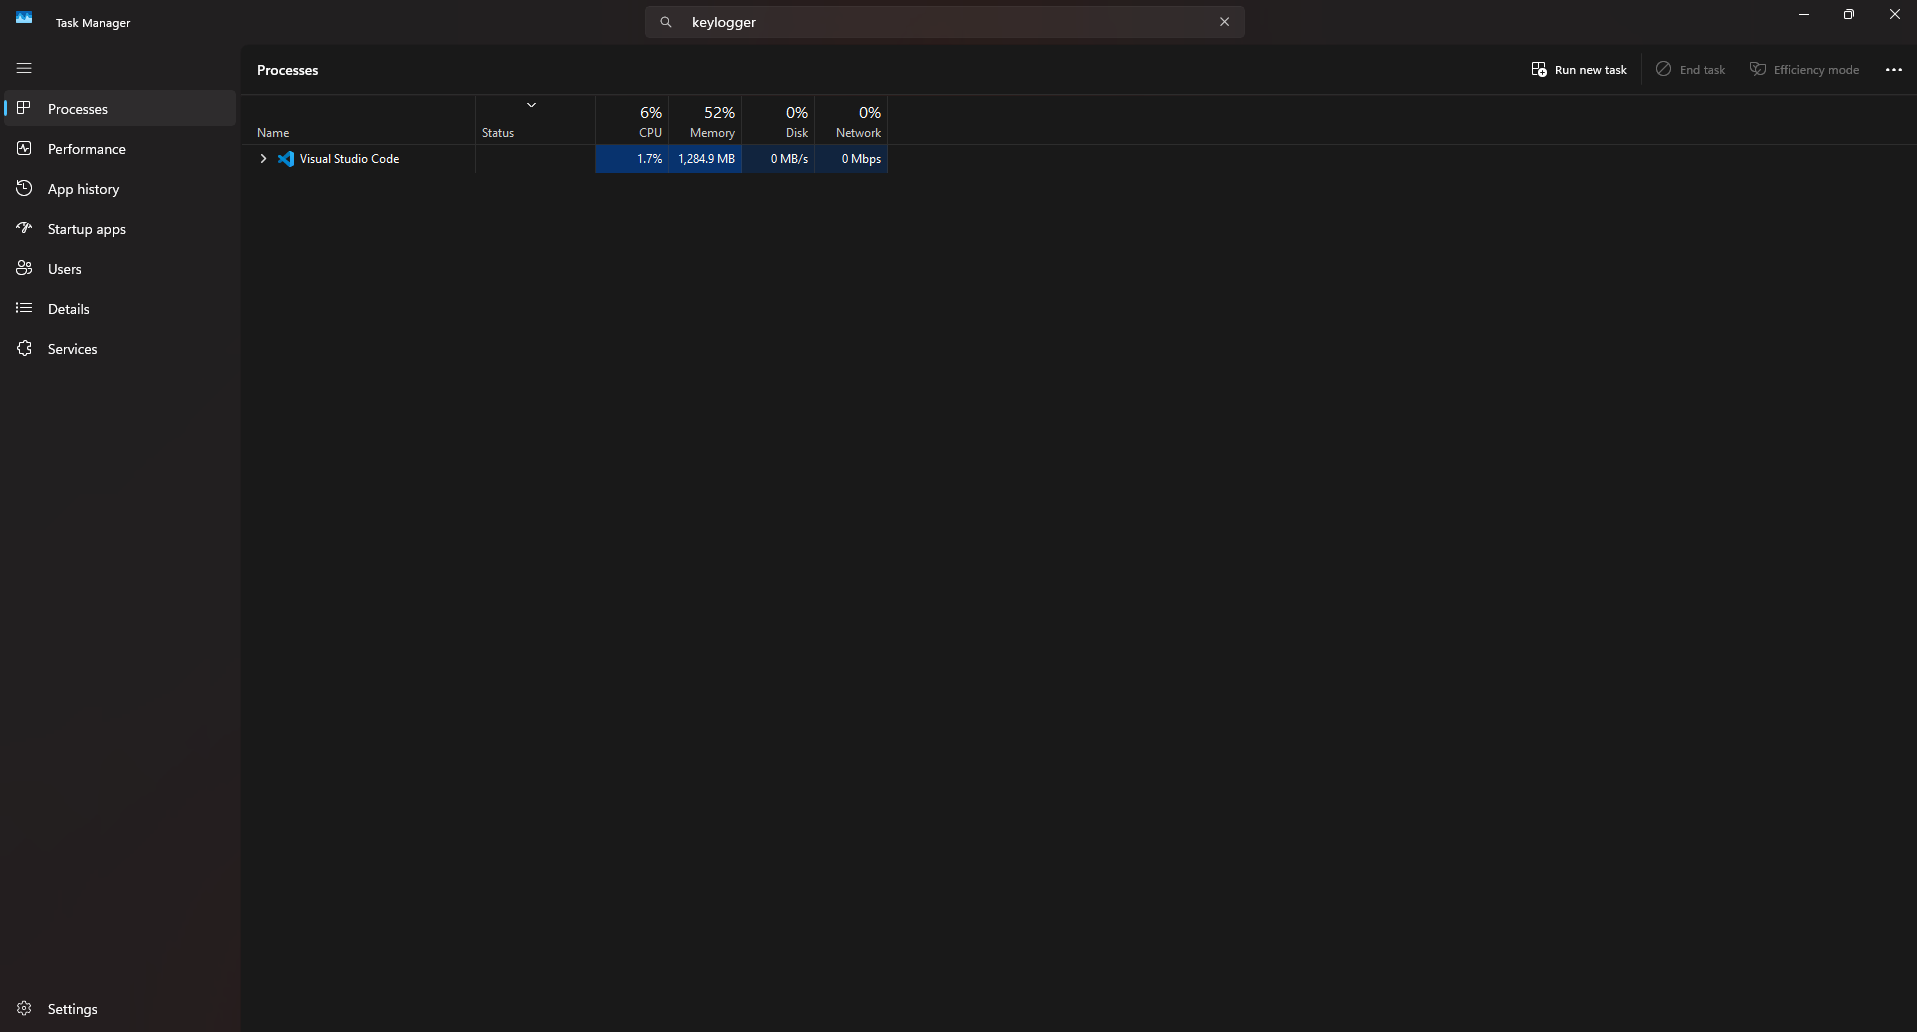 Task Manager
keylogger
Processes
Performance
App history
Startup apps
Users
Details
Services
Settings
Processes
Run new task
End task
Efficiency mode
6% 52% 0% 0%
Name Status CPU Memory Disk Network
Visual Studio Code 1.7% 1,284.9 MB 0 MB/s 0 Mbps